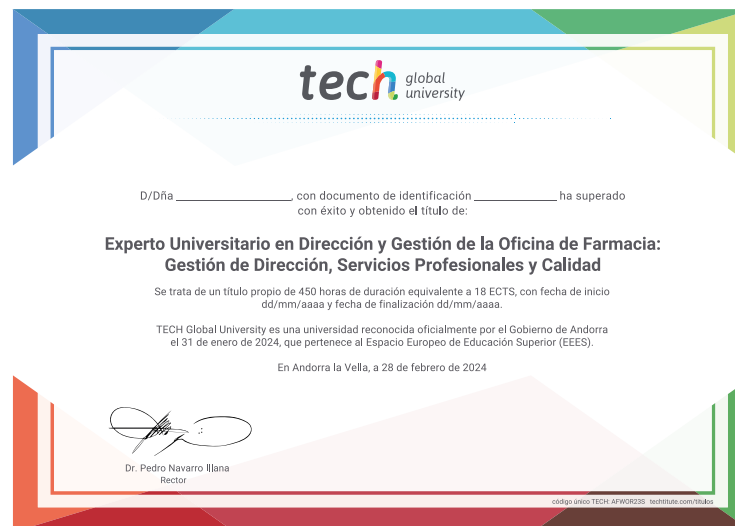 tech global university
D/Dña ____________________, con documento de identificación ______________ ha superado
con éxito y obtenido el título de:
Experto Universitario en Dirección y Gestión de la Oficina de Farmacia:
Gestión de Dirección, Servicios Profesionales y Calidad
Se trata de un título propio de 450 horas de duración equivalente a 18 ECTS, con fecha de inicio
dd/mm/aaaa y fecha de finalización dd/mm/aaaa.
TECH Global University es una universidad reconocida oficialmente por el Gobierno de Andorra
el 31 de enero de 2024, que pertenece al Espacio Europeo de Educación Superior (EEES).
En Andorra la Vella, a 28 de febrero de 2024
Dr. Pedro Navarro Illana
Rector
código único TECH: AFWOR23S techtitute.com/titulos